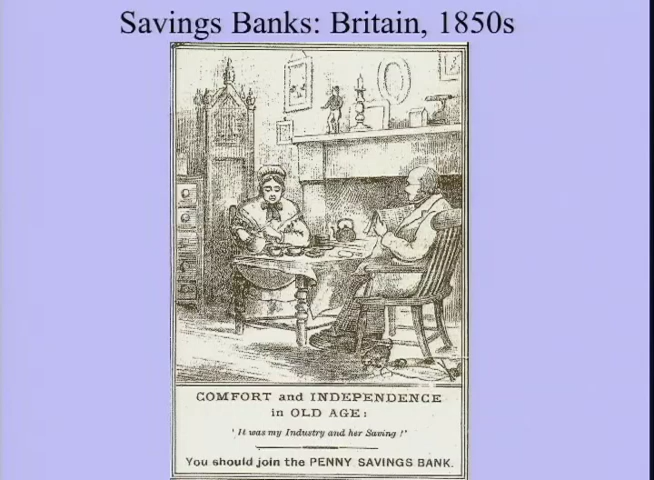 Savings Banks: Britain, 1850s
COMFORT and INDEPENDENCE
in OLD AGE:
'It was my Industry and her Saving!'
You should join the PENNY SAVINGS BANK.